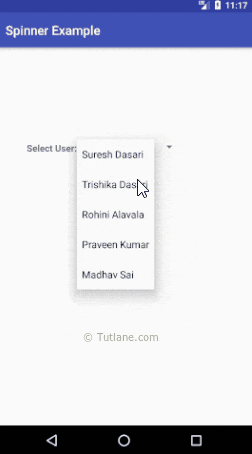 11:17
Spinner Example
Select User:
Suresh Dasari
Trishika Dasari
Rohini Alavala
Praveen Kumar
Madhav Sai
© Tutlane.com